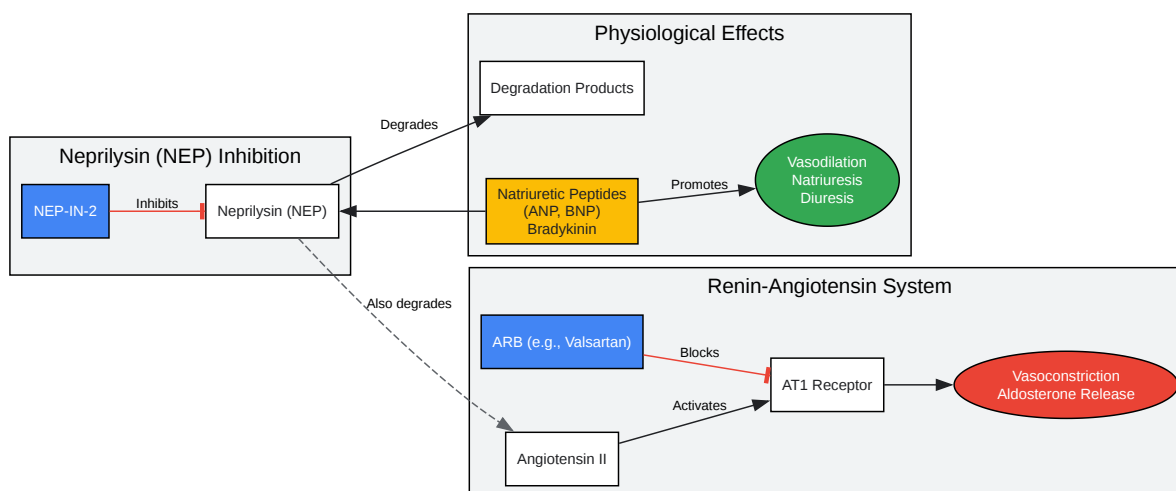 Physiological Effects
Degradation Products
Degrades
Neprilysin (NEP) Inhibition
NEP-IN-2
Inhibits
Neprilysin (NEP)
Natriuretic Peptides
(ANP, BNP)
Bradykinin
Promotes
Vasodilation
Natriuresis
Diuresis
Also degrades
Renin-Angiotensin System
ARB (e.g., Valsartan)
Blocks
AT1 Receptor
Vasoconstriction
Aldosterone Release
Activates
Angiotensin II